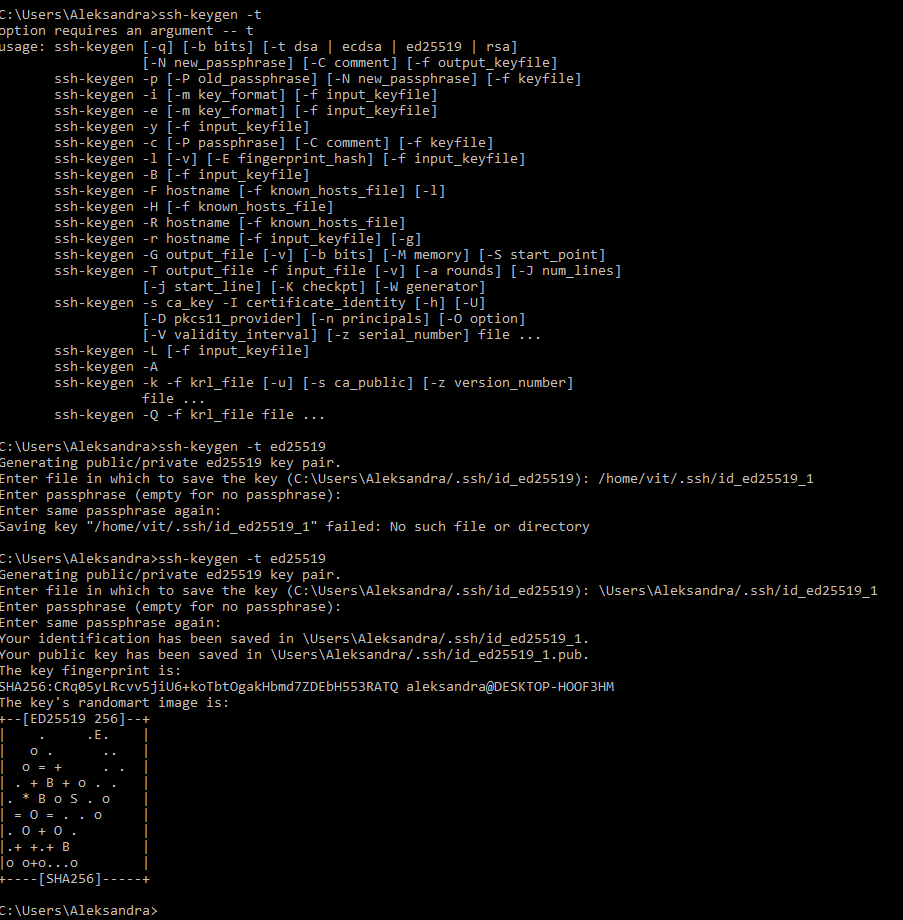 C:\Users\Aleksandra>ssh-keygen -t
option requires an argument -- t
usage: ssh-keygen [-q] [-b bits] [-t dsa | ecdsa | ed25519 | rsa]
                  [-N new_passphrase] [-C comment] [-f output_keyfile]
       ssh-keygen -p [-P old_passphrase] [-N new_passphrase] [-f keyfile]
       ssh-keygen -i [-m key_format] [-f input_keyfile]
       ssh-keygen -e [-m key_format] [-f input_keyfile]
       ssh-keygen -y [-f input_keyfile]
       ssh-keygen -c [-P passphrase] [-C comment] [-f keyfile]
       ssh-keygen -l [-v] [-E fingerprint_hash] [-f input_keyfile]
       ssh-keygen -B [-f input_keyfile]
       ssh-keygen -F hostname [-f known_hosts_file] [-l]
       ssh-keygen -H [-f known_hosts_file]
       ssh-keygen -R hostname [-f known_hosts_file]
       ssh-keygen -r hostname [-f input_keyfile] [-g]
       ssh-keygen -G output_file [-v] [-b bits] [-M memory] [-S start_point]
       ssh-keygen -T output_file -f input_file [-v] [-a rounds] [-J num_lines]
                  [-j start_line] [-K checkpt] [-W generator]
       ssh-keygen -s ca_key -I certificate_identity [-h] [-U]
                  [-D pkcs11_provider] [-n principals] [-O option]
                  [-V validity_interval] [-z serial_number] file ...
       ssh-keygen -L [-f input_keyfile]
       ssh-keygen -A
       ssh-keygen -k -f krl_file [-u] [-s ca_public] [-z version_number]
                  file ...
       ssh-keygen -Q -f krl_file file ...

C:\Users\Aleksandra>ssh-keygen -t ed25519
Generating public/private ed25519 key pair.
Enter file in which to save the key (C:\Users\Aleksandra/.ssh/id_ed25519): /home/vit/.ssh/id_ed25519_1
Enter passphrase (empty for no passphrase):
Enter same passphrase again:
Saving key "/home/vit/.ssh/id_ed25519_1" failed: No such file or directory

C:\Users\Aleksandra>ssh-keygen -t ed25519
Generating public/private ed25519 key pair.
Enter file in which to save the key (C:\Users\Aleksandra/.ssh/id_ed25519): \Users\Aleksandra/.ssh/id_ed25519_1
Enter passphrase (empty for no passphrase):
Enter same passphrase again:
Your identification has been saved in \Users\Aleksandra/.ssh/id_ed25519_1.
Your public key has been saved in \Users\Aleksandra/.ssh/id_ed25519_1.pub.
The key fingerprint is:
SHA256:CRq05yLRcvv5jiU6+koTbtOgakHbmd7ZDEbH553RATQ aleksandra@DESKTOP-HOOF3HM
The key's randomart image is:
+--[ED25519 256]--+
|    .     .E.    |
|   o .      ..   |
|  o = +     . .  |
| . + B + o . .   |
|. * B o S . o    |
| = O = . . o     |
|. O + O .        |
|.+ +.+ B         |
|o o+o...o        |
+----[SHA256]-----+

C:\Users\Aleksandra>